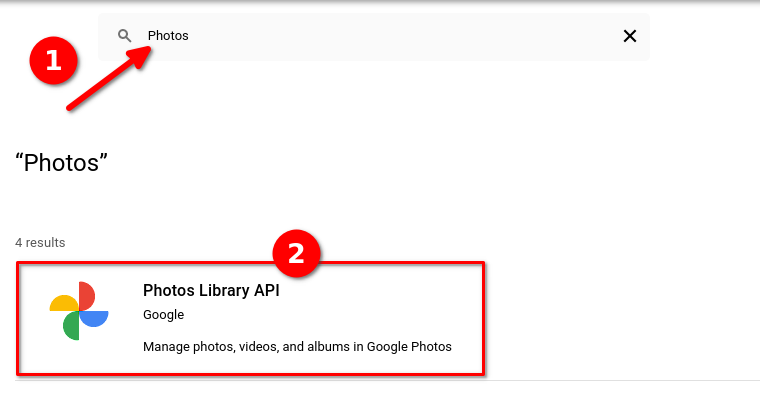 Photos
1
“Photos”
4 results
2
Photos Library API
Google
Manage photos, videos, and albums in Google Photos